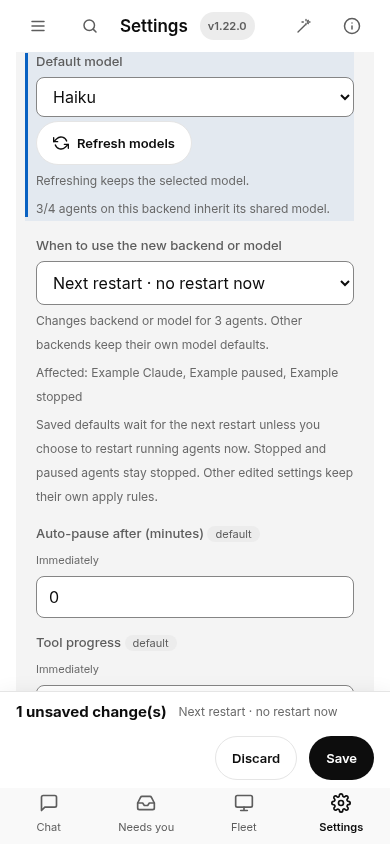 Settings
v1.22.0
Default model
Haiku
Refresh models
Refreshing keeps the selected model.
3/4 agents on this backend inherit its shared model.
When to use the new backend or model
Next restart · no restart now
Changes backend or model for 3 agents. Other
backends keep their own model defaults.
Affected: Example Claude, Example paused, Example
stopped
Saved defaults wait for the next restart unless you
choose to restart running agents now. Stopped and
paused agents stay stopped. Other edited settings keep
their own apply rules.
Auto-pause after (minutes) default
Immediately
0
Tool progress default
Immediately
1 unsaved change(s) Next restart · no restart now
Discard
Save
Chat
Needs you
Fleet
Settings